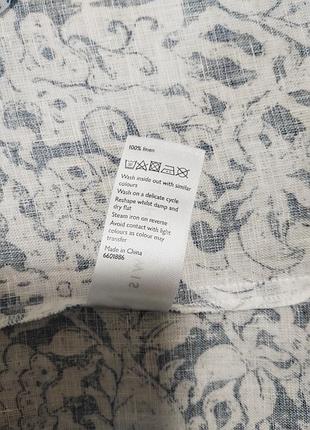 100% linen
Wash inside out with similar
colours
Wash on a delicate cycle
Reshape whilst damp and
dry flat
Steam iron on reverse
Avoid contact with light
colours as colour may
transfer
Made in China
6601886